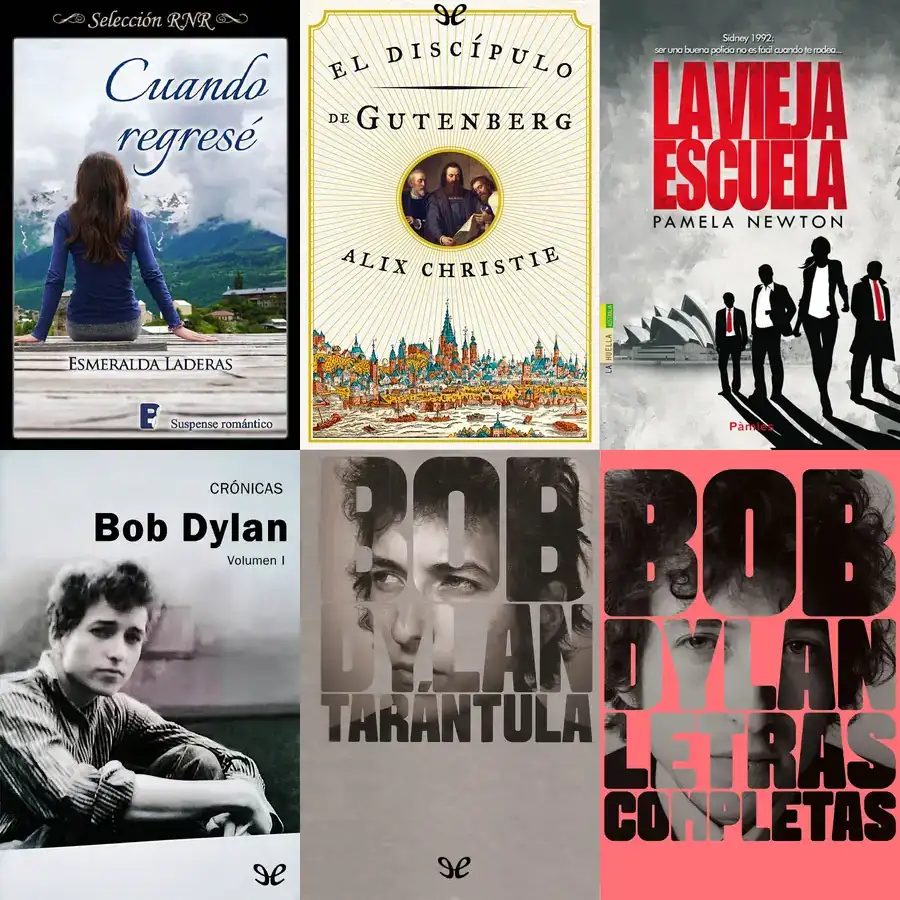 Selección RNR
Cuando
regresé
ESMERALDA LADERAS
B
Suspense romántico
EL DISCÍPULO
DE GUTENBERG
ALIX CHRISTIE
Sidney 1992:
ser una buena policía no es fácil cuando te rodea...
LA VIEJA
ESCUELA
PAMELA NEWTON
LA HUELLA
Pàmies
CRÓNICAS
Bob Dylan
Volumen I
BOB
DYLAN
TARÁNTULA
BOB
DYLAN
LETRAS
COMPLETAS